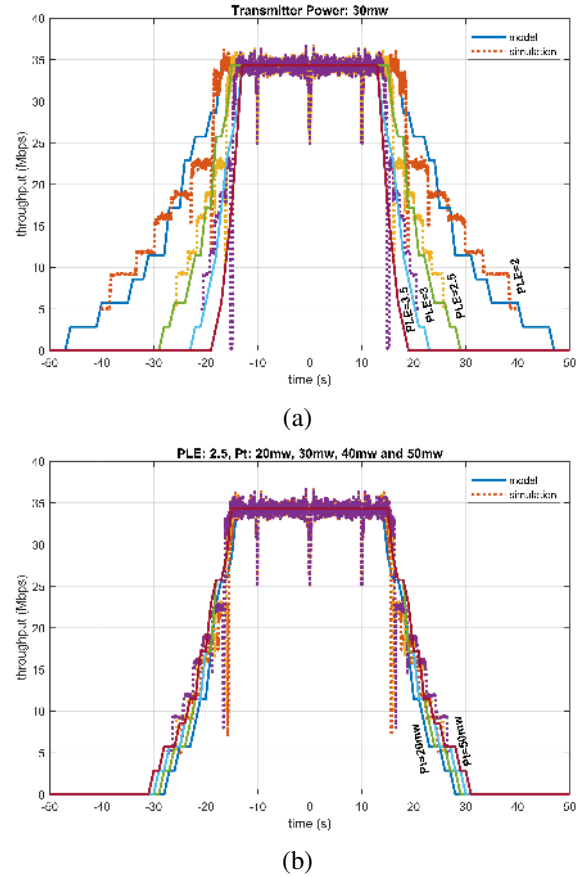 Transmitter Power: 30mw
40
35
30
25
20
15
10
5
0
throughput (Mbps)
model
simulation
PLE=3.5
PLE=3
PLE=2.5
PLE=2
-50 -40 -30 -20 -10 0 10 20 30 40 50
time (s)
(a)
PLE: 2.5, Pt: 20mw, 30mw, 40mw and 50mw
40
35
30
25
20
15
10
5
0
throughput (Mbps)
model
simulation
Pt=20mw
Pt=50mw
-50 -40 -30 -20 -10 0 10 20 30 40 50
time (s)
(b)